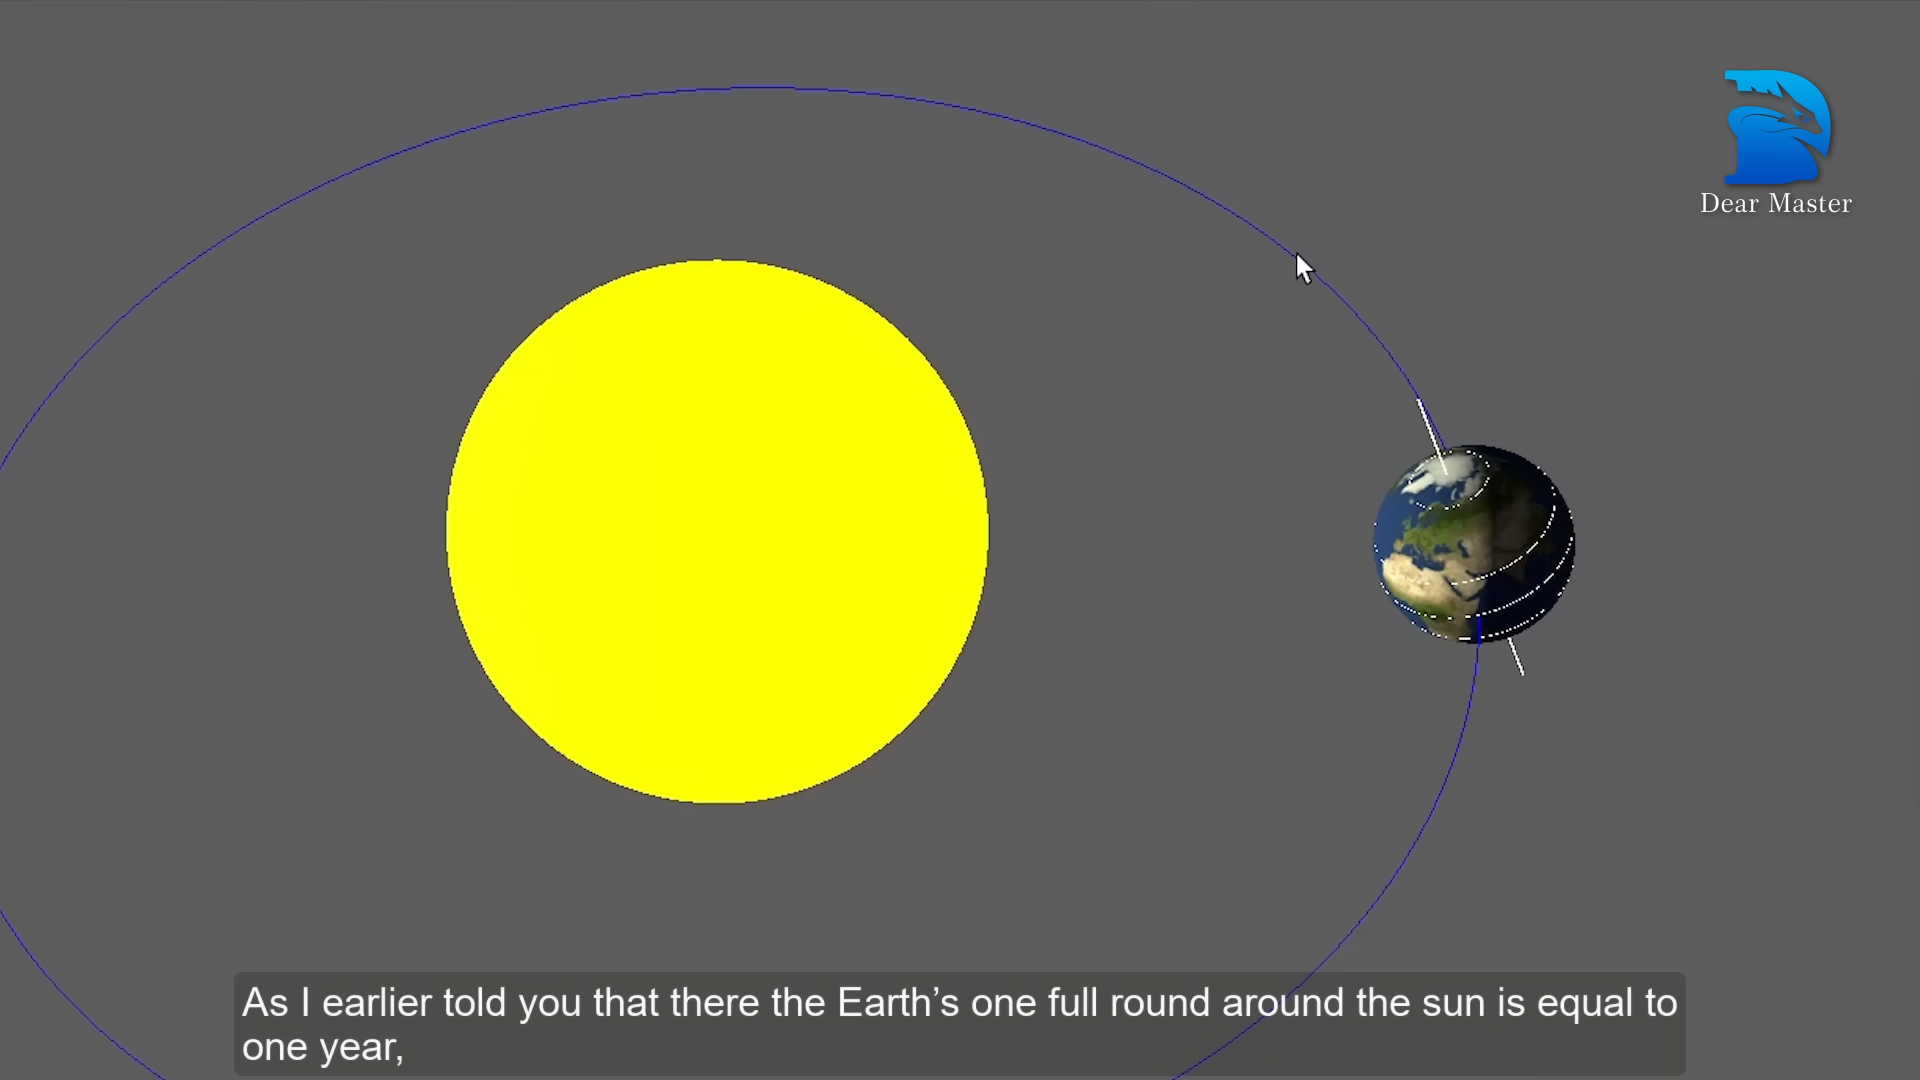 Dear Master
As I earlier told you that there the Earth’s one full round around the sun is equal to
one year,